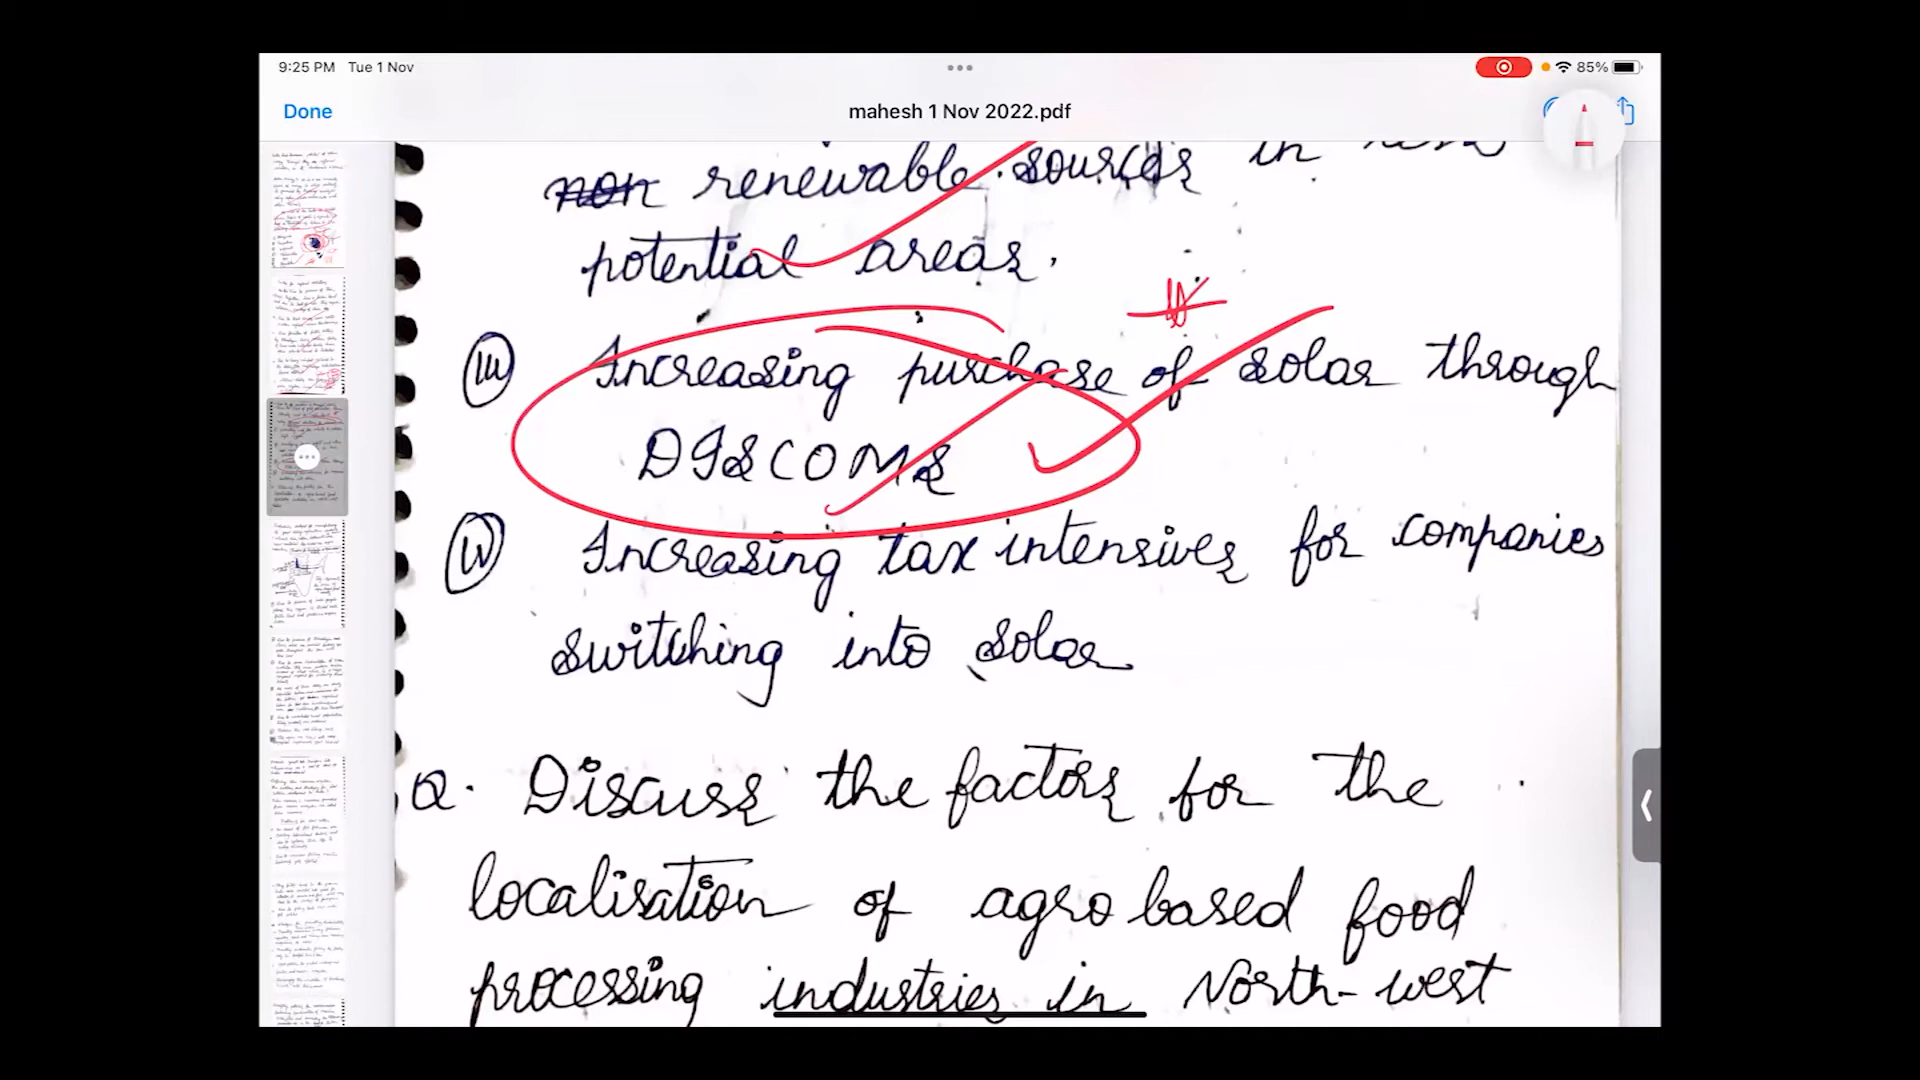 9:25 PM Tue 1 Nov
85%
Done
mahesh 1 Nov 2022.pdf
non renewable sources in
potential areas.
(iii) Increasing purchase of solar through
DISCOMS
(iv) Increasing tax intensives for companies
switching into solar
Q. Discuss the factors for the
localisation of agro based food
processing industries in North-west